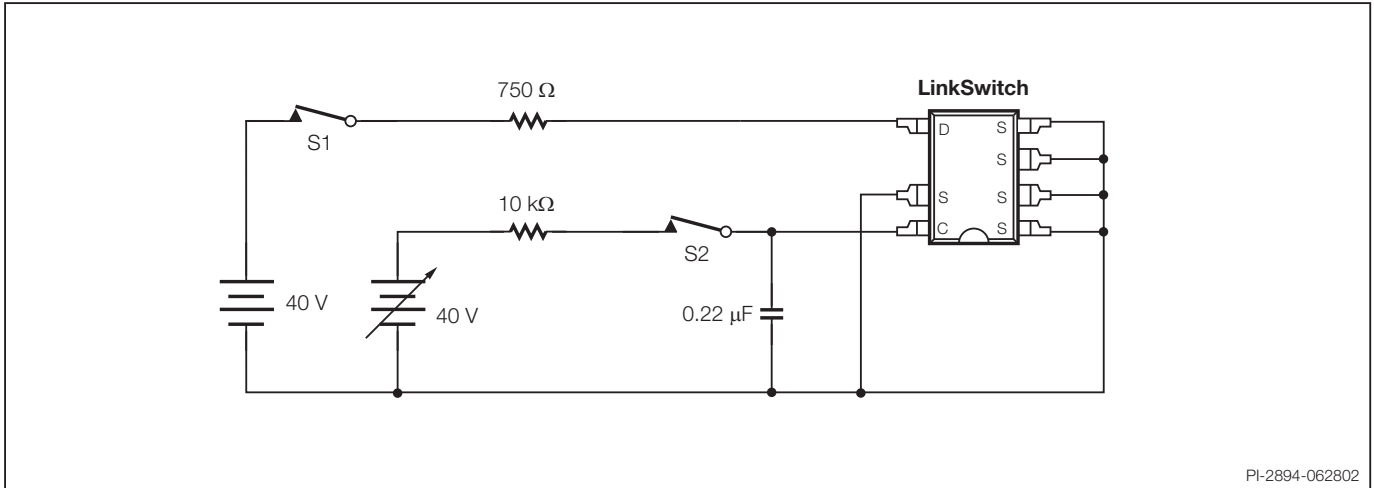 750 Ω
LinkSwitch
S1
D S
S
10 kΩ
S S
S2
C S
40 V
40 V
0.22 µF
PI-2894-062802